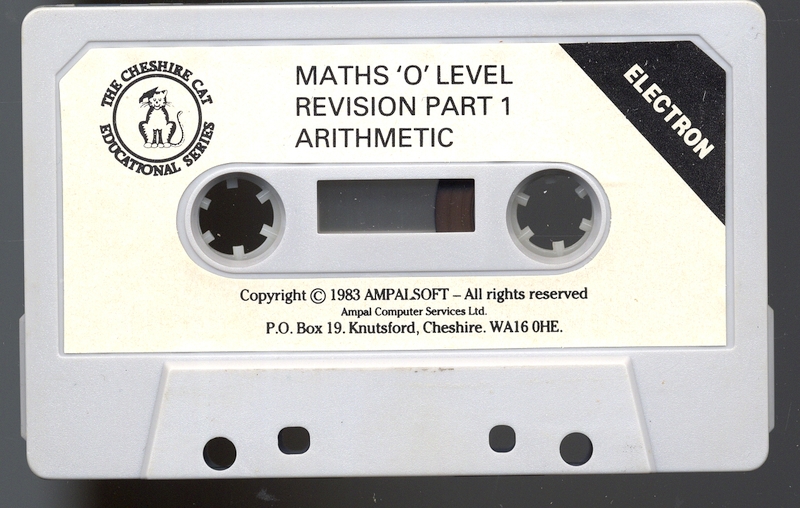 THE CHESHIRE CAT
EDUCATIONAL SERIES
MATHS ‘O’ LEVEL
REVISION PART 1
ARITHMETIC
ELECTRON
Copyright © 1983 AMPALSOFT – All rights reserved
Ampal Computer Services Ltd.
P.O. Box 19. Knutsford, Cheshire. WA16 0HE.